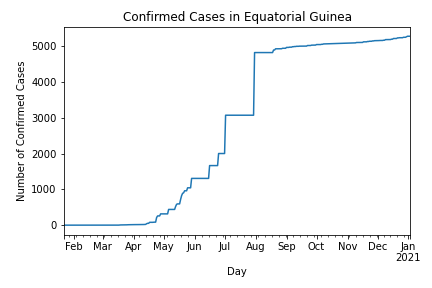 Confirmed Cases in Equatorial Guinea
Number of Confirmed Cases
5000
4000
3000
2000
1000
0
Feb Mar Apr May Jun Jul Aug Sep Oct Nov Dec Jan
2021
Day